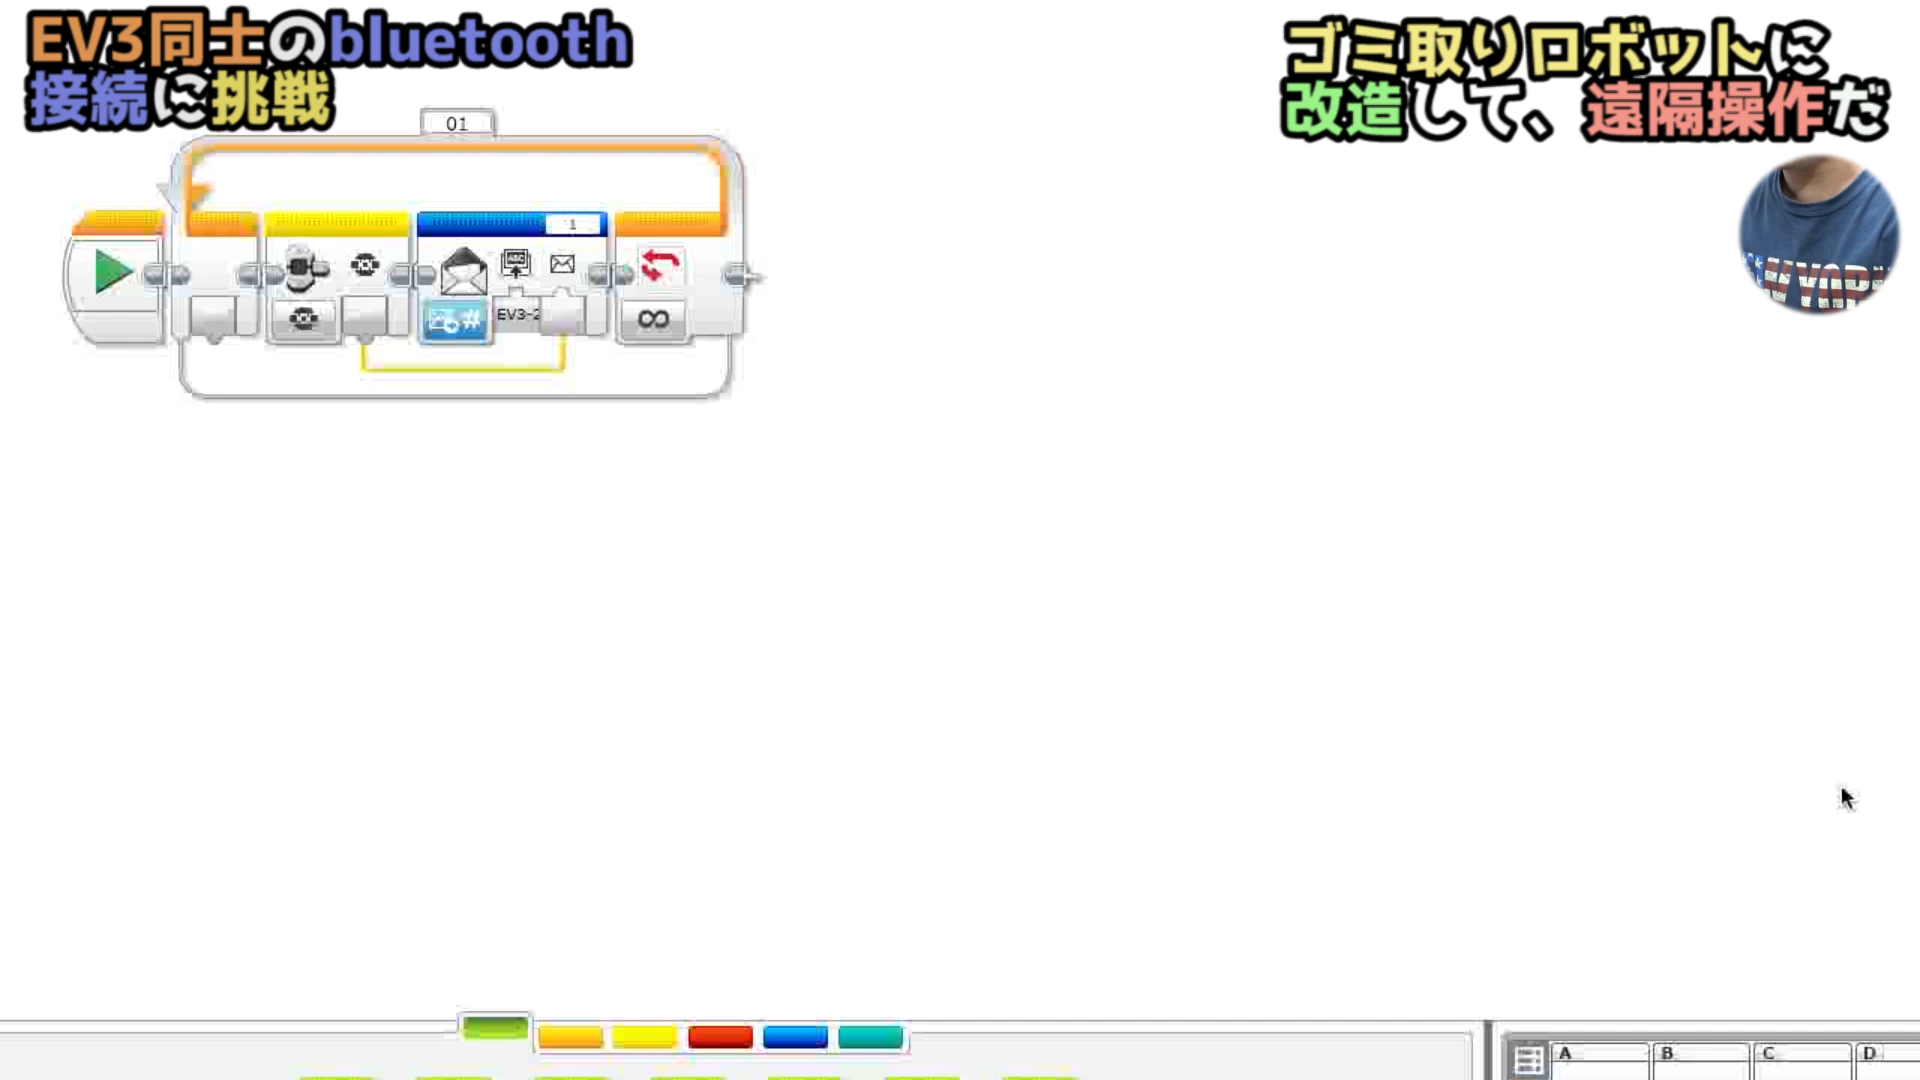 EV3同士のbluetooth
接続に挑戦
ゴミ取りロボットに
改造して、遠隔操作だ
01
1
ABC
#
EV3-2
∞
A
B
C
D